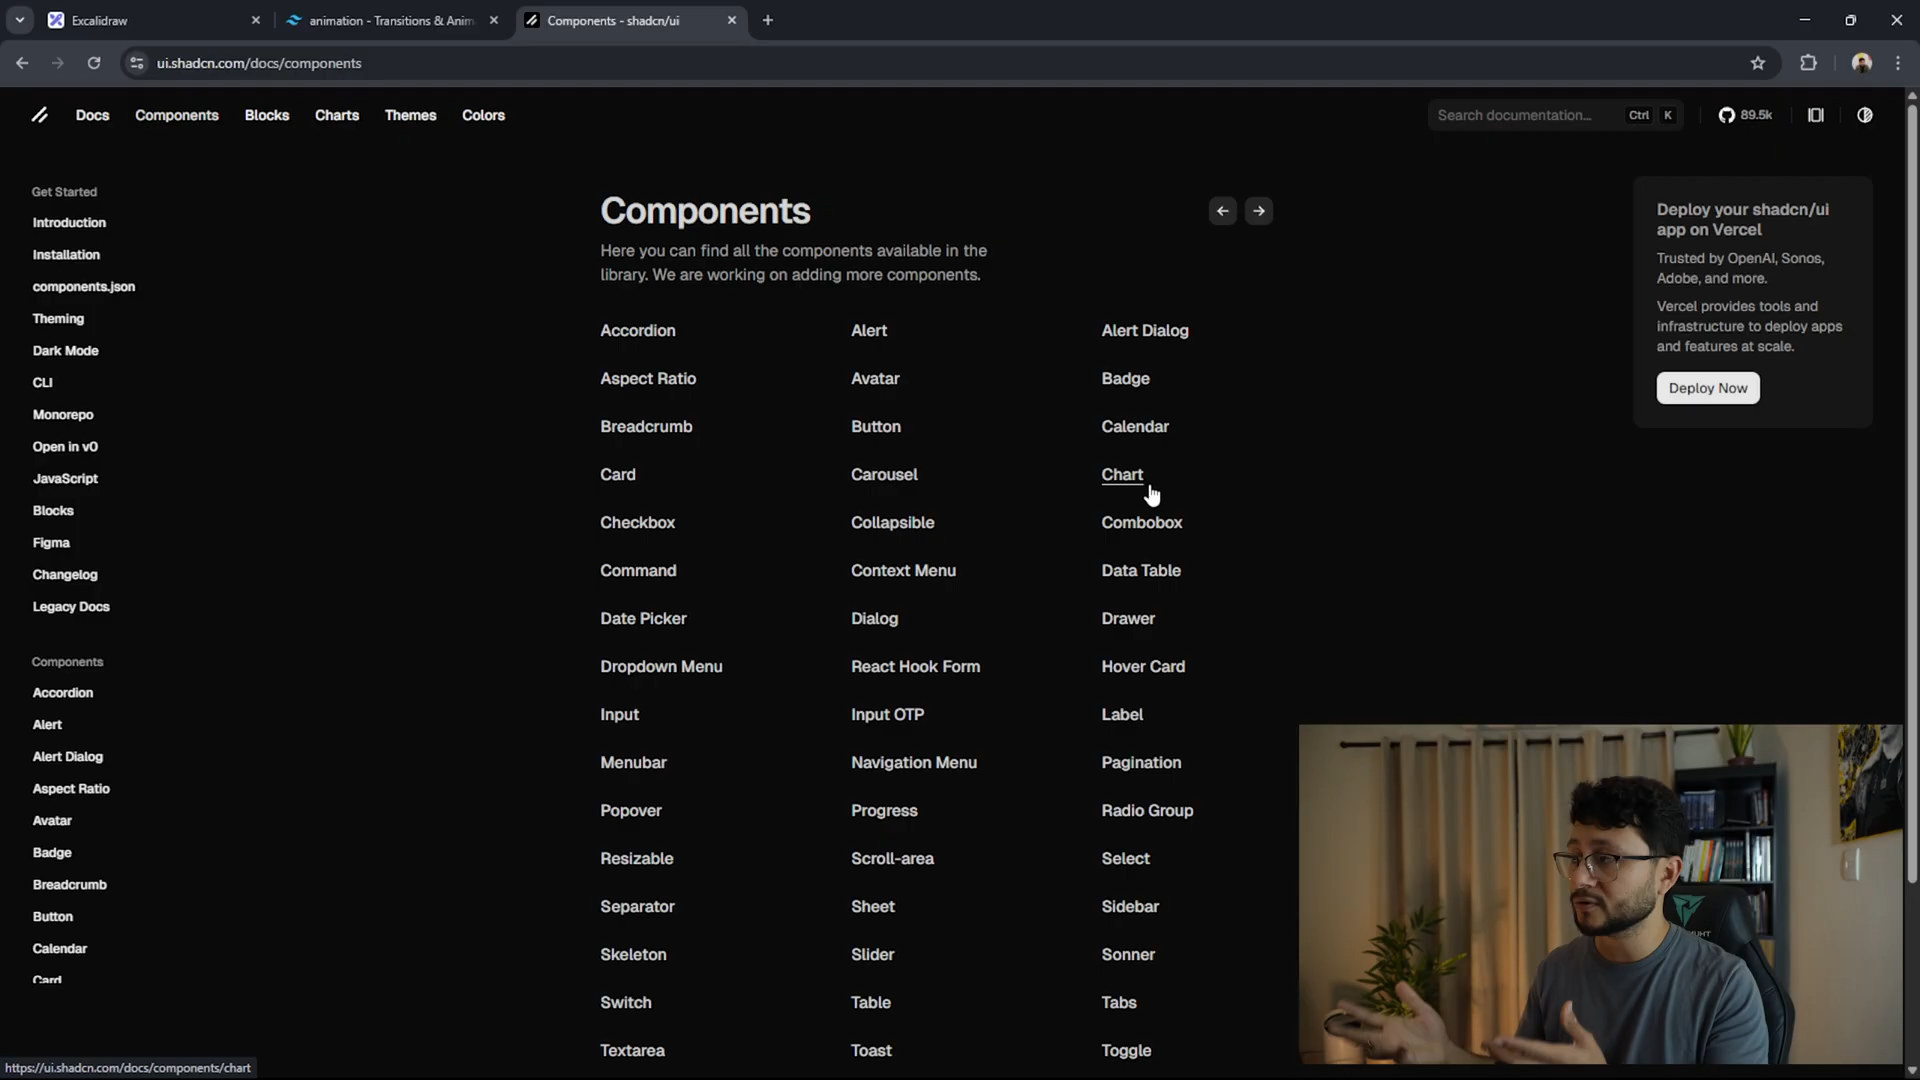 Excalidraw
animation - Transitions & Anim
Components - shadcn/ui
ui.shadcn.com/docs/components
Docs
Components
Blocks
Charts
Themes
Colors
Search documentation...
Ctrl
K
89.5k
Get Started
Introduction
Installation
components.json
Theming
Dark Mode
CLI
Monorepo
Open in v0
JavaScript
Blocks
Figma
Changelog
Legacy Docs
Components
Accordion
Alert
Alert Dialog
Aspect Ratio
Avatar
Badge
Breadcrumb
Button
Calendar
Card
Components
Here you can find all the components available in the
library. We are working on adding more components.
Accordion
Alert
Alert Dialog
Aspect Ratio
Avatar
Badge
Breadcrumb
Button
Calendar
Card
Carousel
Chart
Checkbox
Collapsible
Combobox
Command
Context Menu
Data Table
Date Picker
Dialog
Drawer
Dropdown Menu
React Hook Form
Hover Card
Input
Input OTP
Label
Menubar
Navigation Menu
Pagination
Popover
Progress
Radio Group
Resizable
Scroll-area
Select
Separator
Sheet
Sidebar
Skeleton
Slider
Sonner
Switch
Table
Tabs
Textarea
Toast
Toggle
Deploy your shadcn/ui
app on Vercel
Trusted by OpenAI, Sonos,
Adobe, and more.
Vercel provides tools and
infrastructure to deploy apps
and features at scale.
Deploy Now
https://ui.shadcn.com/docs/components/chart